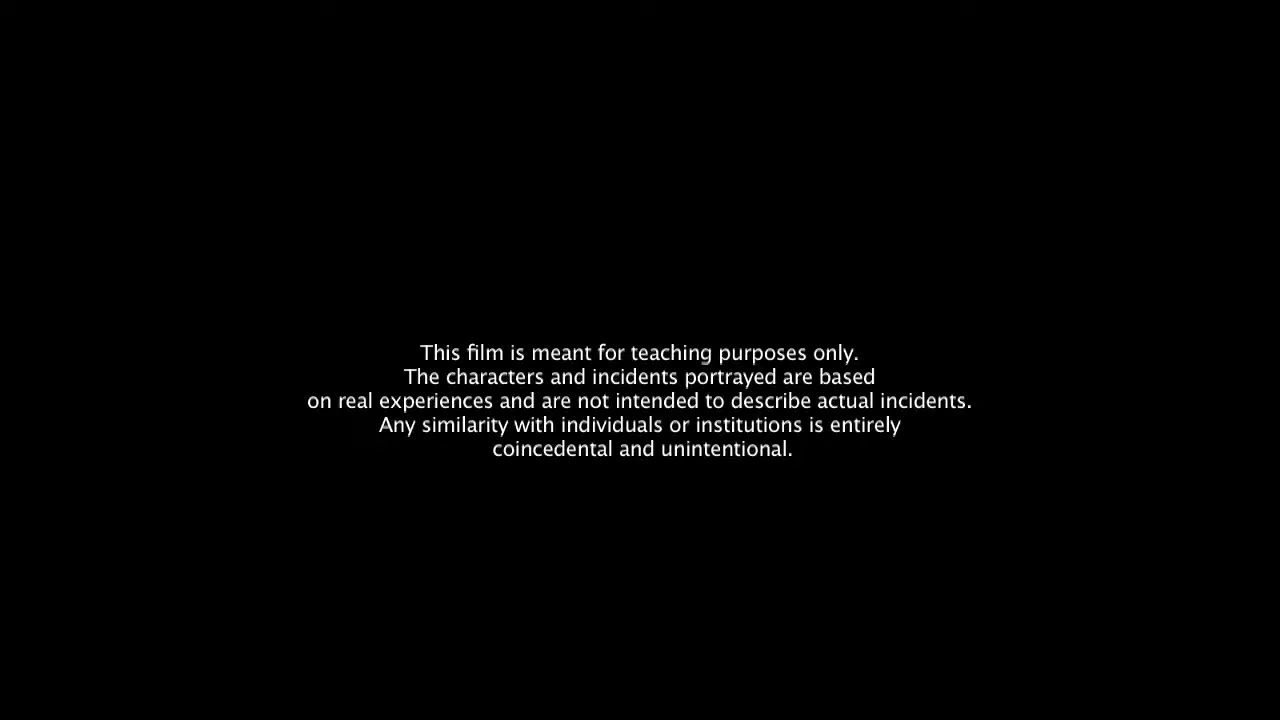 This film is meant for teaching purposes only.
The characters and incidents portrayed are based
on real experiences and are not intended to describe actual incidents.
Any similarity with individuals or institutions is entirely
coincedental and unintentional.